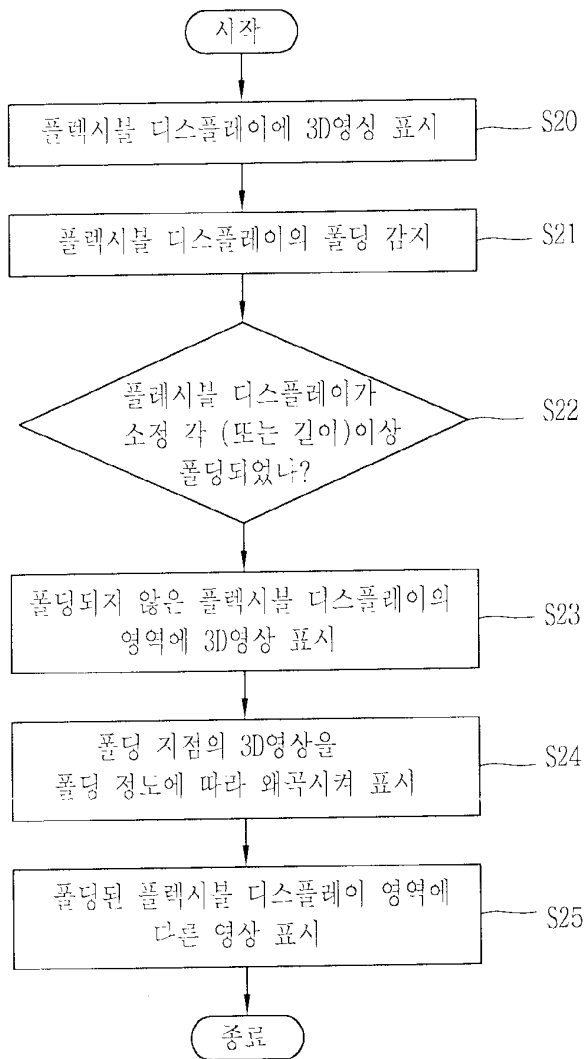 시작
플렉시블 디스플레이에 3D영상 표시
S20
플렉시블 디스플레이의 폴딩 감지
S21
플렉시블 디스플레이가
소정 각 (또는 길이)이상
폴딩되었나?
S22
폴딩되지 않은 플렉시블 디스플레이의
영역에 3D영상 표시
S23
폴딩 지점의 3D영상을
폴딩 정도에 따라 왜곡시켜 표시
S24
폴딩된 플렉시블 디스플레이 영역에
다른 영상 표시
S25
종료